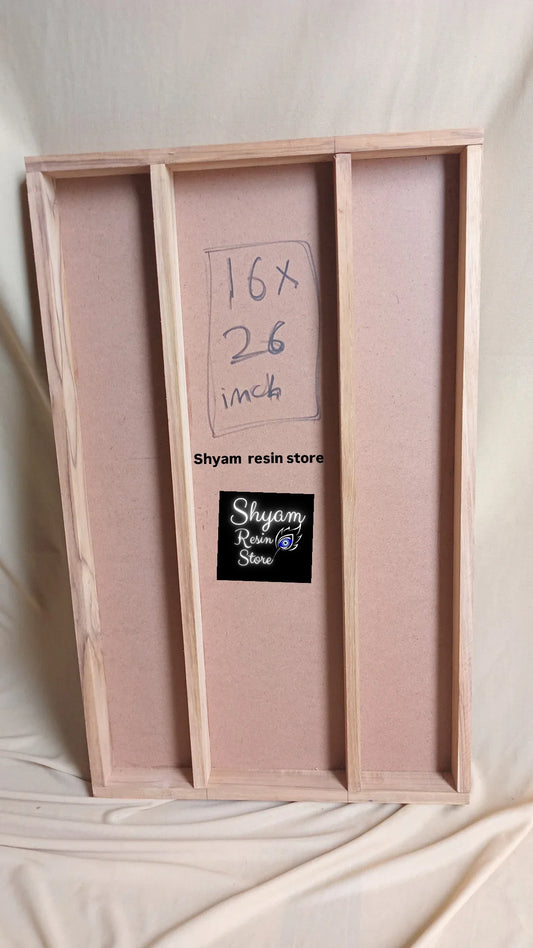 16x
26
inch
Shyam resin store
Shyam
Resin
Store